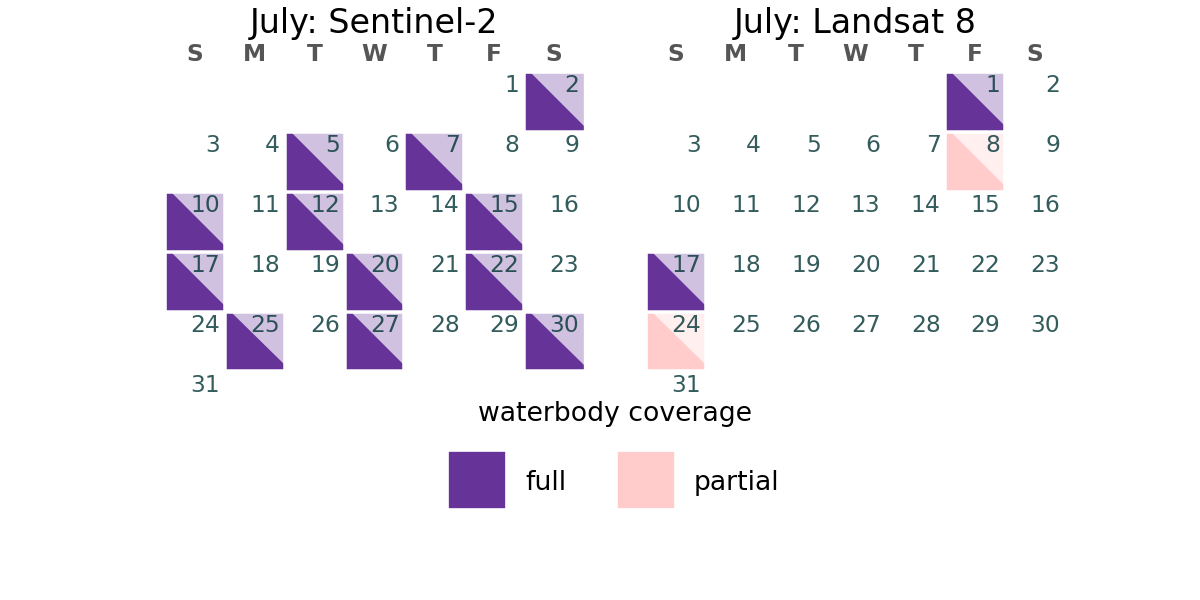 July: Sentinel-2
S M T W T F S
1 2
3 4 5 6 7 8 9
10 11 12 13 14 15 16
17 18 19 20 21 22 23
24 25 26 27 28 29 30
31
July: Landsat 8
S M T W T F S
1 2
3 4 5 6 7 8 9
10 11 12 13 14 15 16
17 18 19 20 21 22 23
24 25 26 27 28 29 30
31
waterbody coverage
full
partial